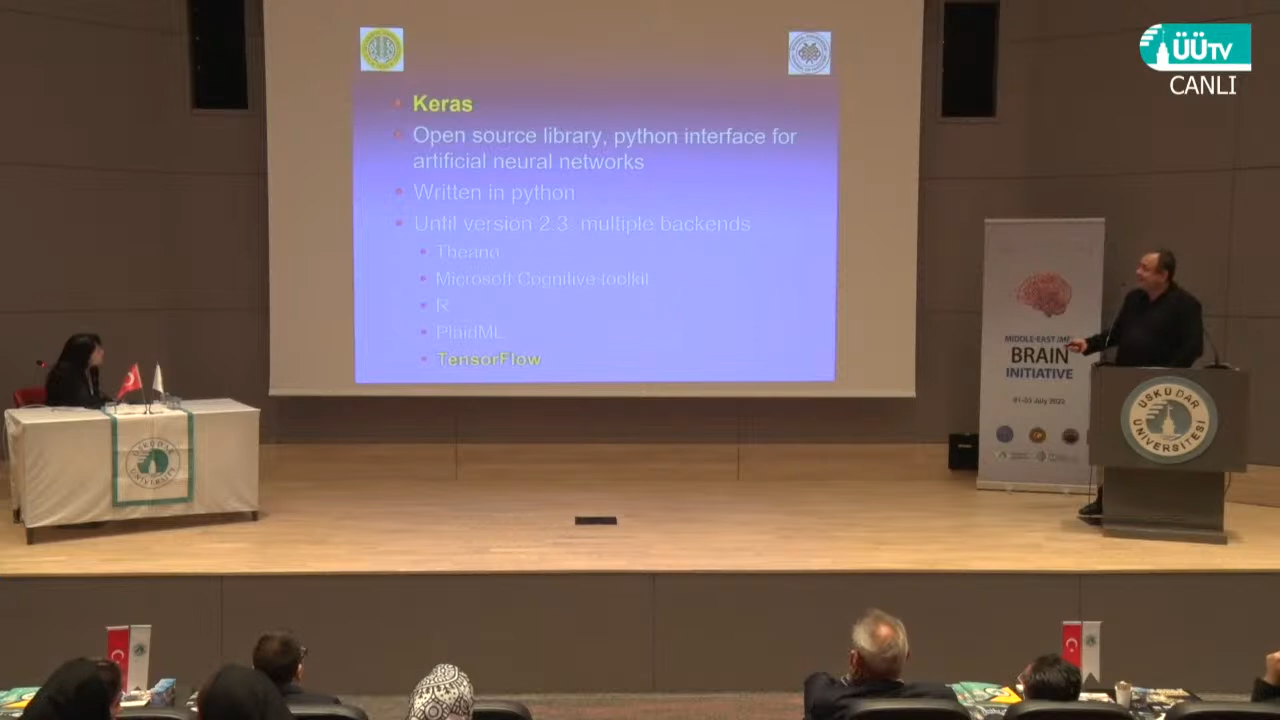 ÜÜTV
CANLI
Keras
Open source library, python interface for
artificial neural networks
Written in python
Until version 2.3 multiple backends
Theano
Microsoft Cognitive-toolkit
R
PlaidML
TensorFlow
BRAIN
INITIATIVE
ÜSKÜDAR
ÜNİVERSİTESİ
ÜSKÜDAR